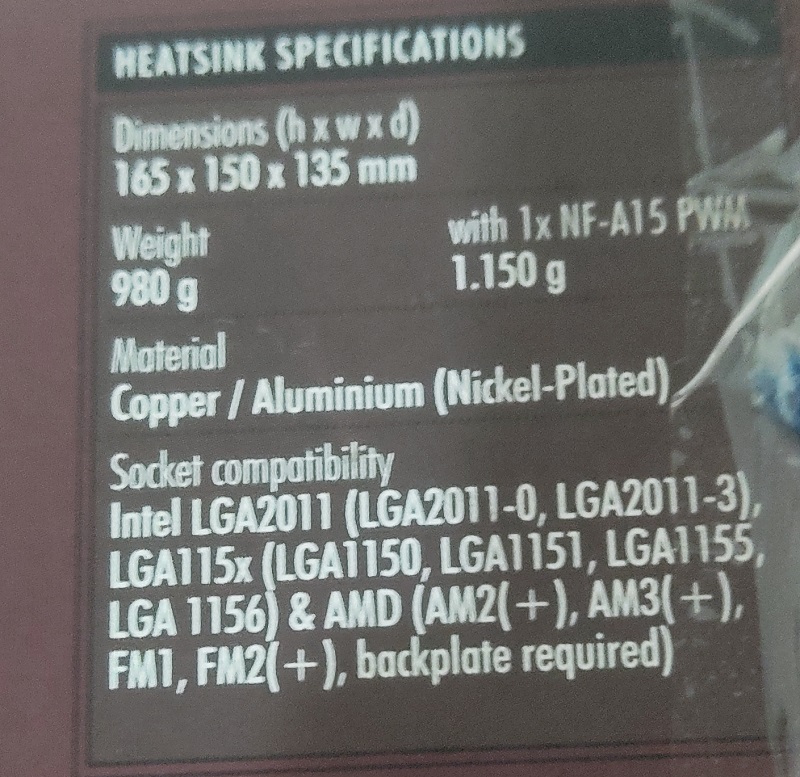 HEATSINK SPECIFICATIONS
Dimensions (h x w x d)
165 x 150 x 135 mm
Weight with 1x NF-A15 PWM
980 g 1.150 g
Material
Copper / Aluminium (Nickel-Plated)
Socket compatibility
Intel LGA2011 (LGA2011-0, LGA2011-3),
LGA115x (LGA1150, LGA1151, LGA1155,
LGA 1156) & AMD (AM2(+), AM3(+),
FM1, FM2(+), backplate required)